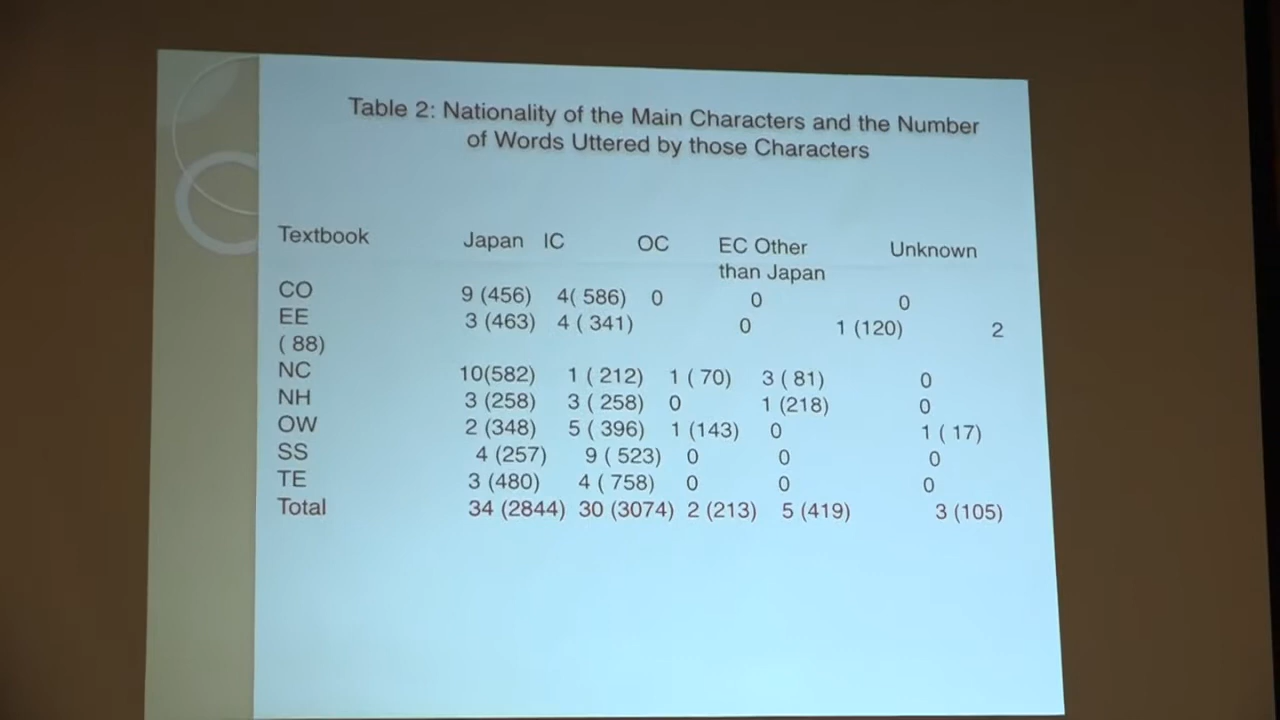 Table 2: Nationality of the Main Characters and the Number
of Words Uttered by those Characters
Textbook Japan IC OC EC Other Unknown
than Japan
CO 9 (456) 4( 586) 0 0 0
EE 3 (463) 4 ( 341) 0 1 (120) 2
( 88)
NC 10(582) 1 ( 212) 1 ( 70) 3 ( 81) 0
NH 3 (258) 3 ( 258) 0 1 (218) 0
OW 2 (348) 5 ( 396) 1 (143) 0 1 ( 17)
SS 4 (257) 9 ( 523) 0 0 0
TE 3 (480) 4 ( 758) 0 0 0
Total 34 (2844) 30 (3074) 2 (213) 5 (419) 3 (105)